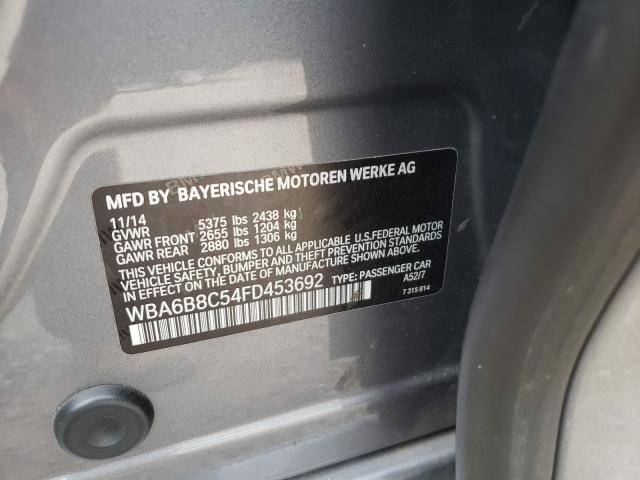 MFD BY BAYERISCHE MOTOREN WERKE AG
11/14
GVWR 5375 lbs 2438 kg
GAWR FRONT 2655 lbs 1204 kg
GAWR REAR 2880 lbs 1306 kg
THIS VEHICLE CONFORMS TO ALL APPLICABLE U.S.FEDERAL MOTOR
VEHICLE SAFETY, BUMPER AND THEFT PREVENTION STANDARDS
IN EFFECT ON THE DATE OF MANUFACTURE SHOWN ABOVE.
WBA6B8C54FD453692 TYPE: PASSENGER CAR
A52/7
7 315 814